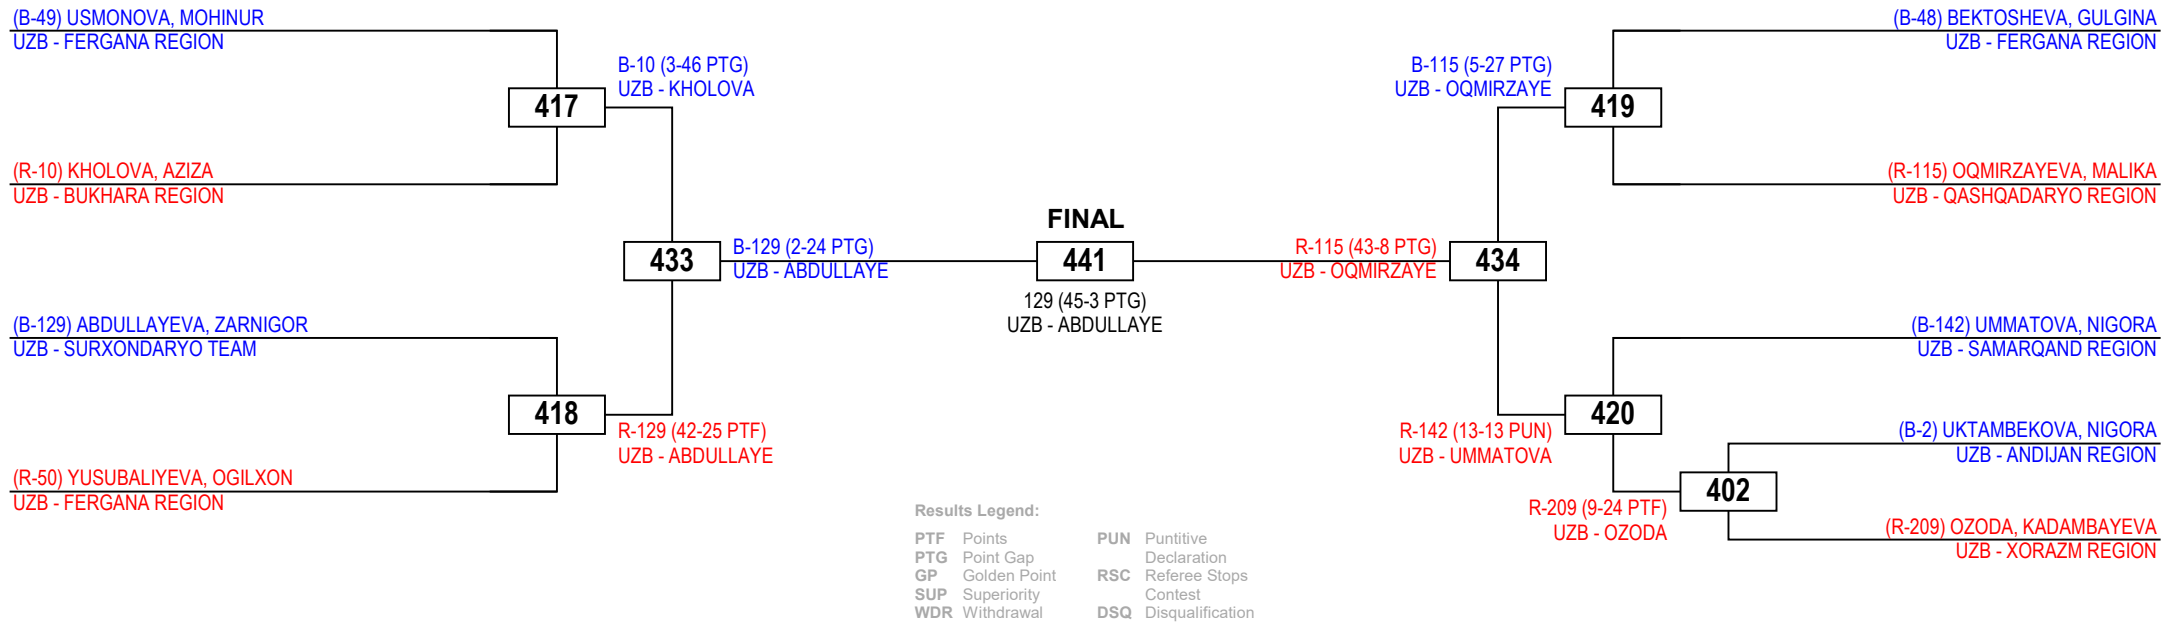 (B-49) USMONOVA, MOHINUR
UZB - FERGANA REGION
B-10 (3-46 PTG)
UZB - KHOLOVA
417
(R-10) KHOLOVA, AZIZA
UZB - BUKHARA REGION
433
B-129 (2-24 PTG)
UZB - ABDULLAYE
(B-129) ABDULLAYEVA, ZARNIGOR
UZB - SURXONDARYO TEAM
418
R-129 (42-25 PTF)
UZB - ABDULLAYE
(R-50) YUSUBALIYEVA, OGILXON
UZB - FERGANA REGION
FINAL
441
129 (45-3 PTG)
UZB - ABDULLAYE
(B-48) BEKTOSHEVA, GULGINA
UZB - FERGANA REGION
B-115 (5-27 PTG)
UZB - OQMIRZAYE
419
(R-115) OQMIRZAYEVA, MALIKA
UZB - QASHQADARYO REGION
R-115 (43-8 PTG)
UZB - OQMIRZAYE
434
(B-142) UMMATOVA, NIGORA
UZB - SAMARQAND REGION
420
R-142 (13-13 PUN)
UZB - UMMATOVA
(B-2) UKTAMBEKOVA, NIGORA
UZB - ANDIJAN REGION
402
R-209 (9-24 PTF)
UZB - OZODA
(R-209) OZODA, KADAMBAYEVA
UZB - XORAZM REGION
Results Legend:
PTF Points
PTG Point Gap
GP Golden Point
SUP Superiority
WDR Withdrawal
PUN Puntitive
Declaration
RSC Referee Stops
Contest
DSQ Disqualification